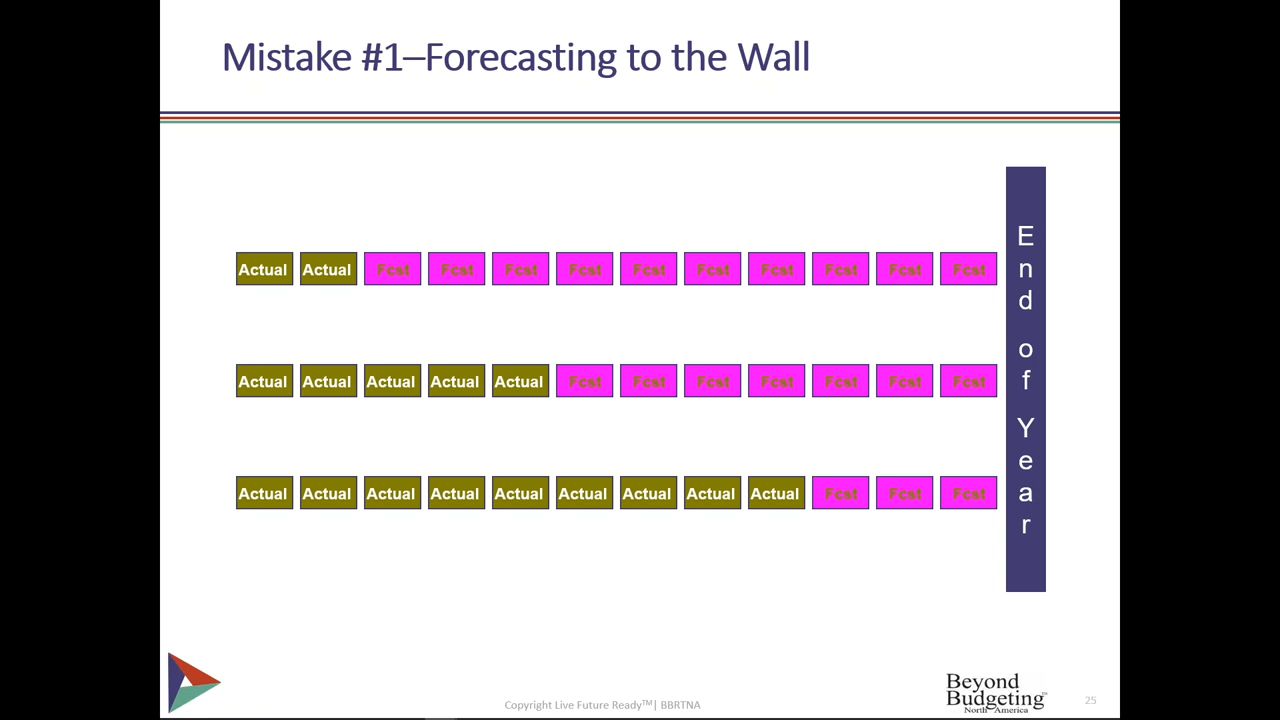 Mistake #1–Forecasting to the Wall
Actual Actual Fcst Fcst Fcst Fcst Fcst Fcst Fcst Fcst Fcst Fcst
Actual Actual Actual Actual Actual Fcst Fcst Fcst Fcst Fcst Fcst Fcst
Actual Actual Actual Actual Actual Actual Actual Actual Actual Fcst Fcst Fcst
End of Year
Copyright Live Future Ready™| BBRTNA
Beyond
Budgeting™
North America
25